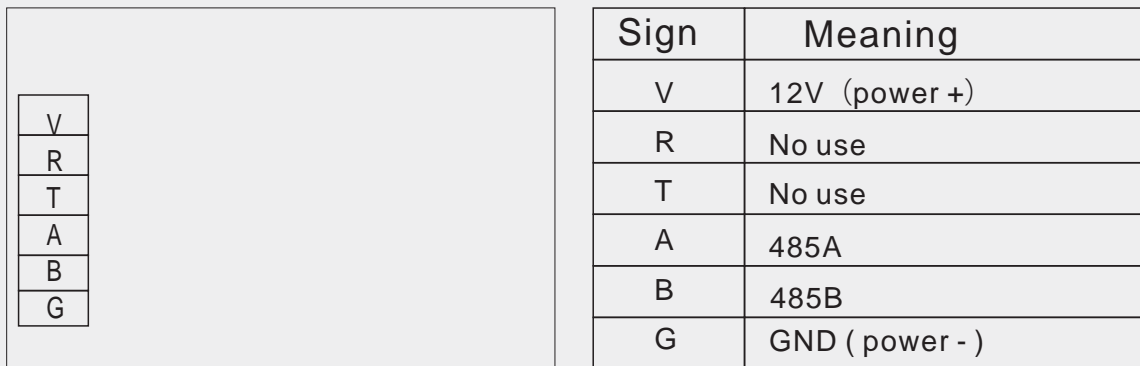 V
R
T
A
B
G
Sign Meaning
V 12V（power +）
R No use
T No use
A 485A
B 485B
G GND ( power - )